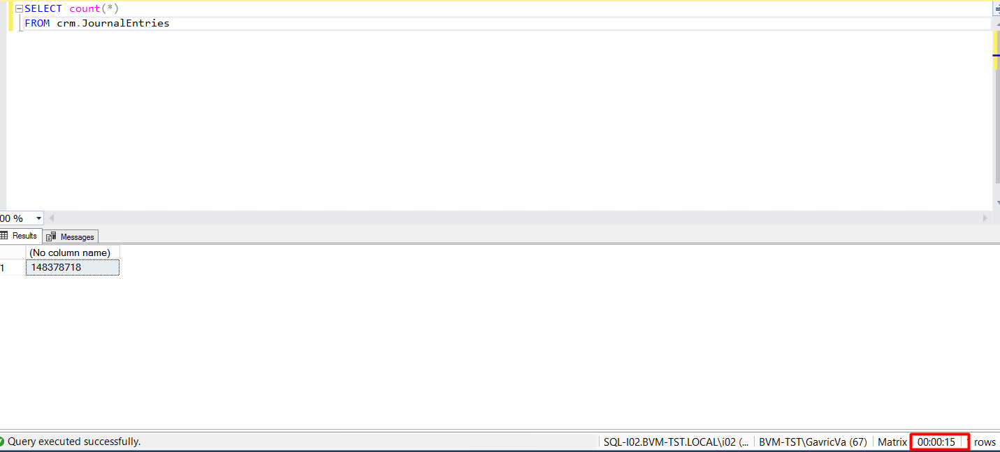 SELECT count(*)
FROM crm.JournalEntries
00 %
Results Messages
(No column name)
1 148378718
Query executed successfully. SQL-I02.BVM-TST.LOCAL\i02 (... BVM-TST\GavricVa (67) Matrix 00:00:15 rows